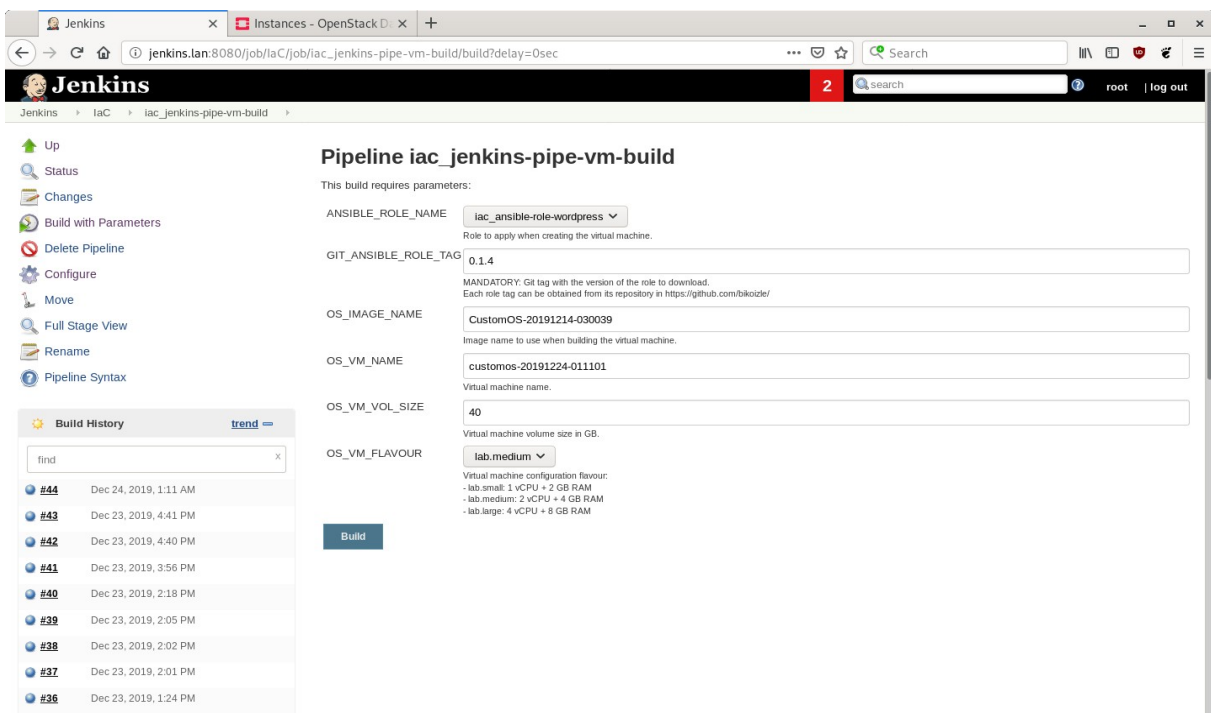 Jenkins
Instances - OpenStack Da
jenkins.lan:8080/job/IaC/job/iac_jenkins-pipe-vm-build/build?delay=0sec
Search
Jenkins
2
search
root
| log out
Jenkins
IaC
iac_jenkins-pipe-vm-build
Up
Status
Changes
Build with Parameters
Delete Pipeline
Configure
Move
Full Stage View
Rename
Pipeline Syntax
Build History
trend
find
x
#44 Dec 24, 2019, 1:11 AM
#43 Dec 23, 2019, 4:41 PM
#42 Dec 23, 2019, 4:40 PM
#41 Dec 23, 2019, 3:56 PM
#40 Dec 23, 2019, 2:18 PM
#39 Dec 23, 2019, 2:05 PM
#38 Dec 23, 2019, 2:02 PM
#37 Dec 23, 2019, 2:01 PM
#36 Dec 23, 2019, 1:24 PM
Pipeline iac_jenkins-pipe-vm-build
This build requires parameters:
ANSIBLE_ROLE_NAME
iac_ansible-role-wordpress
Role to apply when creating the virtual machine.
GIT_ANSIBLE_ROLE_TAG
0.1.4
MANDATORY: Git tag with the version of the role to download.
Each role tag can be obtained from its repository in https://github.com/bikoizle/
OS_IMAGE_NAME
CustomOS-20191214-030039
Image name to use when building the virtual machine.
OS_VM_NAME
customos-20191224-011101
Virtual machine name.
OS_VM_VOL_SIZE
40
Virtual machine volume size in GB.
OS_VM_FLAVOUR
lab.medium
Virtual machine configuration flavour:
- lab.small: 1 vCPU + 2 GB RAM
- lab.medium: 2 vCPU + 4 GB RAM
- lab.large: 4 vCPU + 8 GB RAM
Build